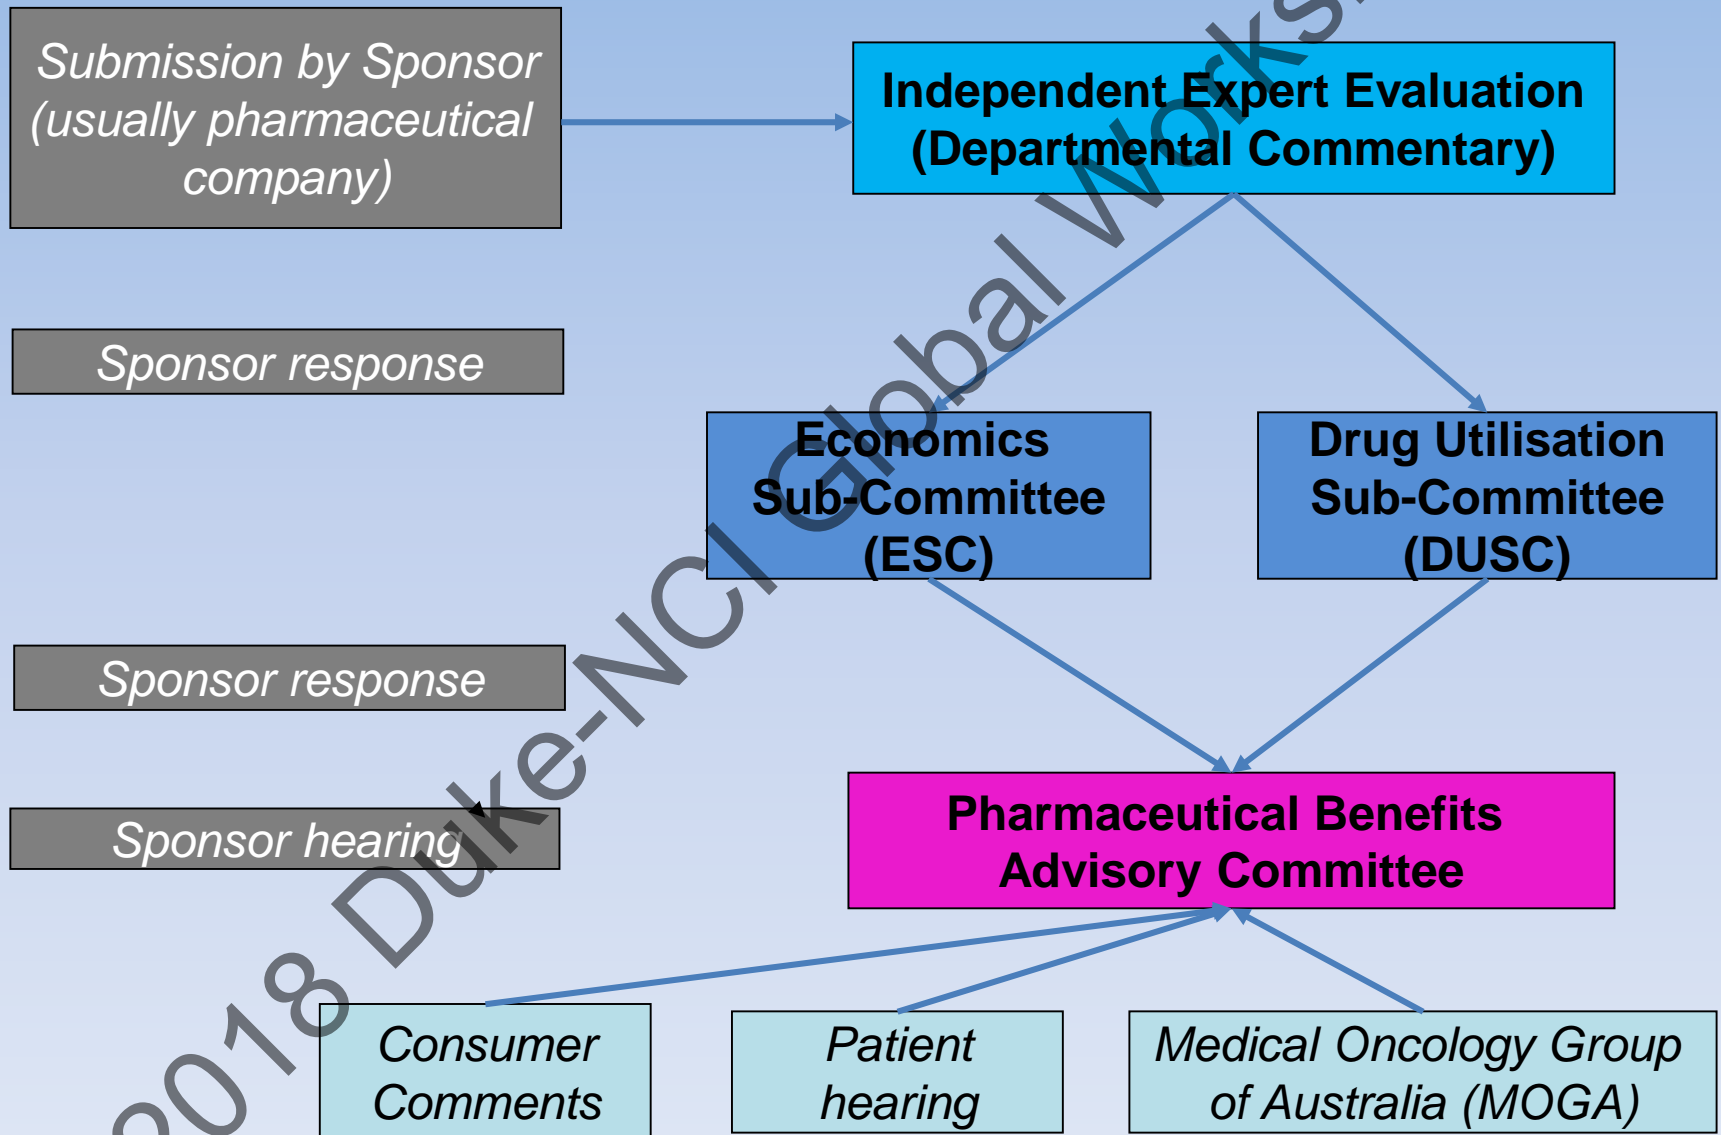 Submission by Sponsor
(usually pharmaceutical
company)
Independent Expert Evaluation
(Departmental Commentary)
Sponsor response
Economics
Sub-Committee
(ESC)
Drug Utilisation
Sub-Committee
(DUSC)
Sponsor response
Pharmaceutical Benefits
Advisory Committee
Sponsor hearing
Consumer
Comments
Patient
hearing
Medical Oncology Group
of Australia (MOGA)
2018 Duke-NCI Global